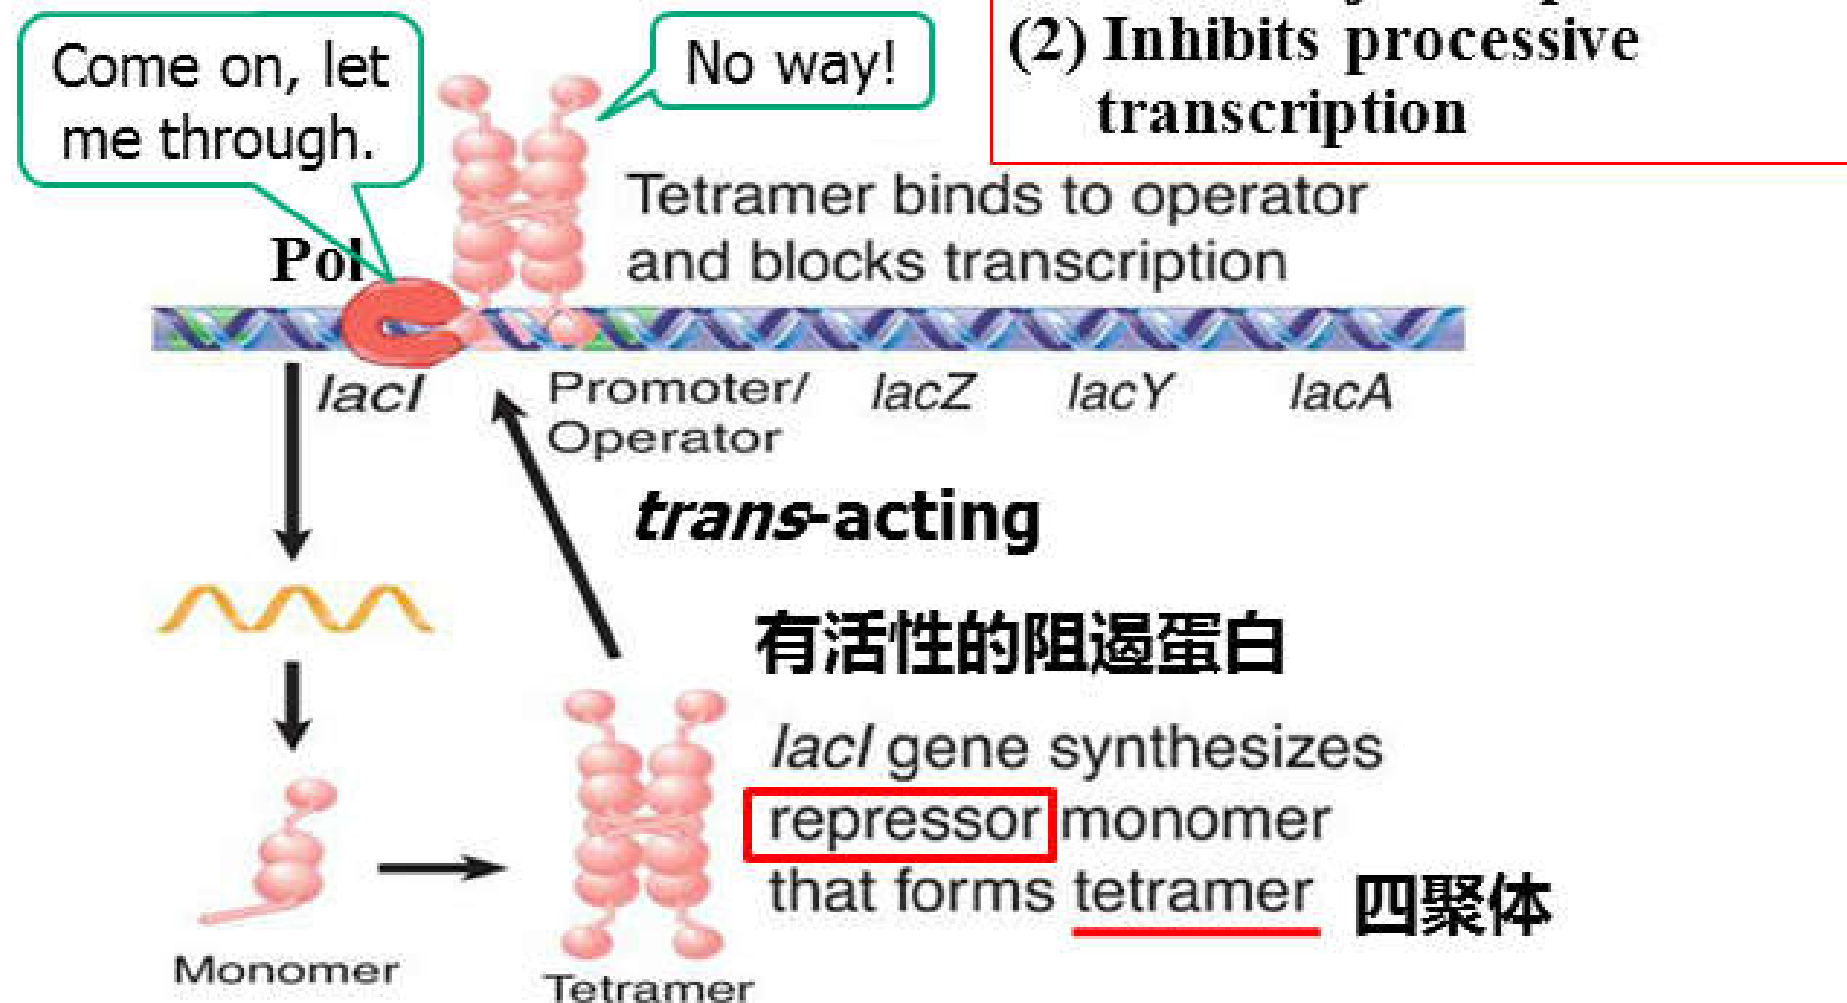 (2) Inhibits processive
transcription
Come on, let
me through.
No way!
Tetramer binds to operator
and blocks transcription
Pol
lacI
Promoter/
Operator
lacZ
lacY
lacA
trans-acting
有活性的阻遏蛋白
lacI gene synthesizes
repressor monomer
that forms tetramer 四聚体
Monomer
Tetramer